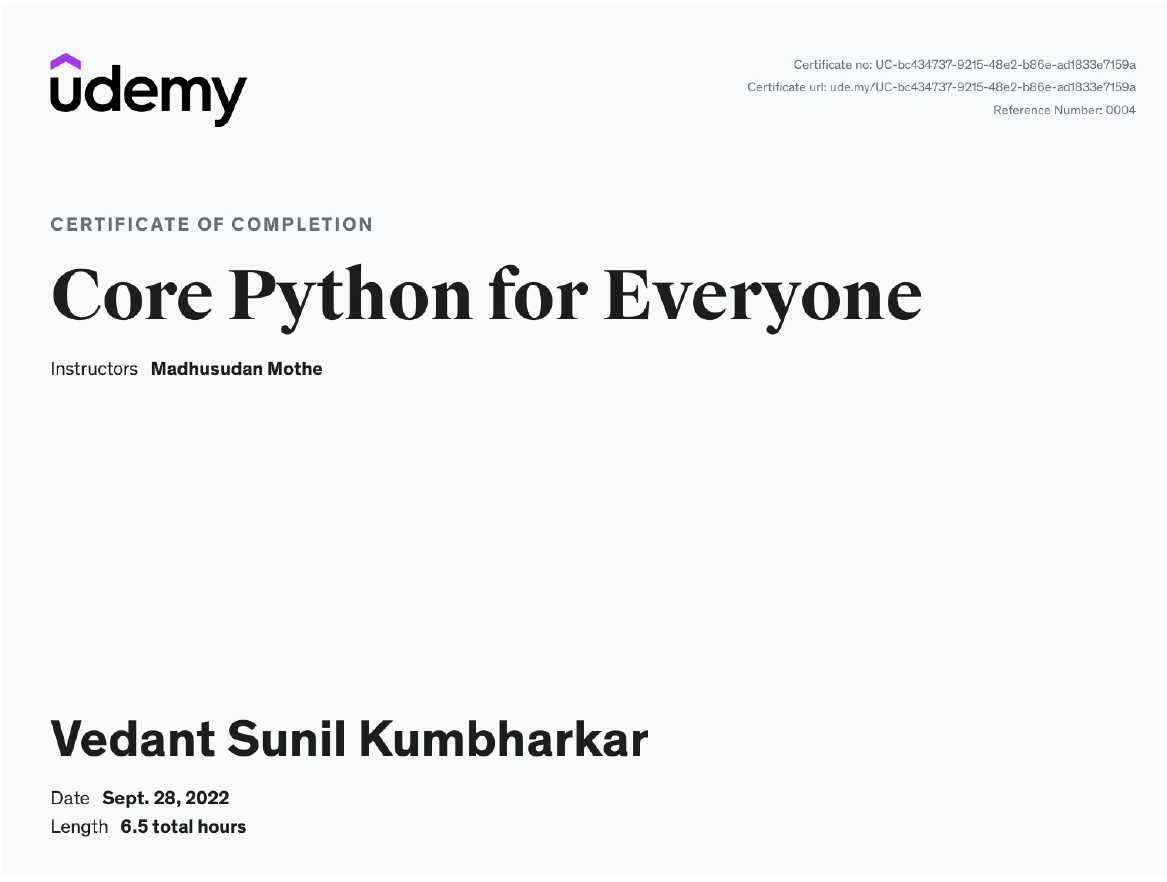 udemy
Certificate no: UC-bc434737-9215-48e2-b86e-ad1833e7159a
Certificate url: ude.my/UC-bc434737-9215-48e2-b86e-ad1833e7159a
Reference Number: 0004
CERTIFICATE OF COMPLETION
Core Python for Everyone
Instructors Madhusudan Mothe
Vedant Sunil Kumbharkar
Date Sept. 28, 2022
Length 6.5 total hours